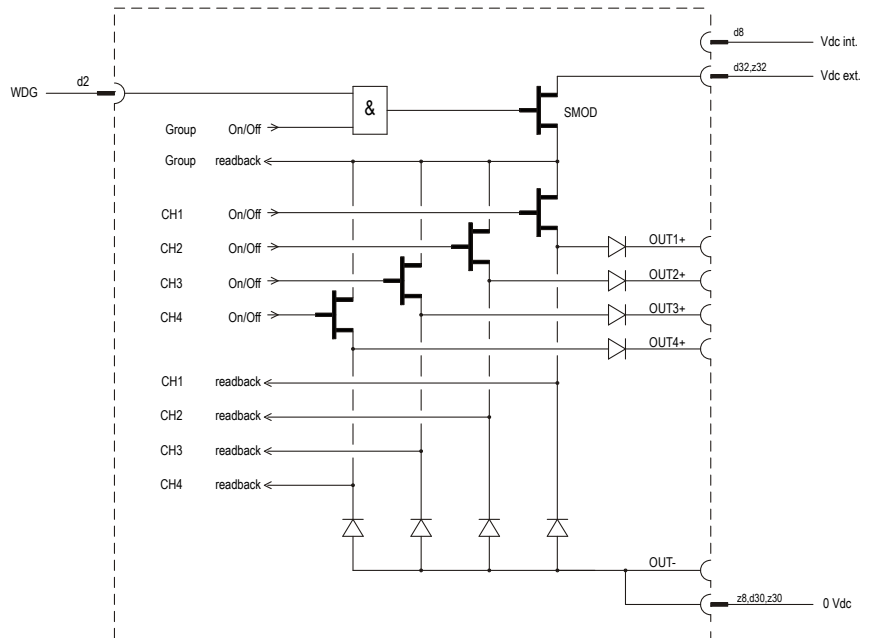 d8
Vdc int.
d32,z32
Vdc ext.
WDG d2
&
SMOD
Group On/Off
Group readback
CH1 On/Off
CH2 On/Off
OUT1+
CH3 On/Off
OUT2+
CH4 On/Off
OUT3+
OUT4+
CH1 readback
CH2 readback
CH3 readback
CH4 readback
OUT-
z8,d30,z30
0 Vdc